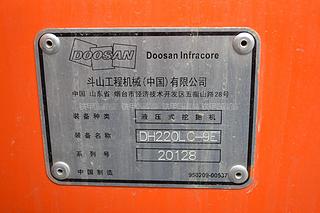 DOOSAN Doosan Infracore
斗山工程机械(中国)有限公司
中国 山东省 烟台市经济技术开发区五指山路28号
装备种类: 液压式挖掘机
装备名称: DH220LC-9E
系列号: 20128
中国制造
950209-00537